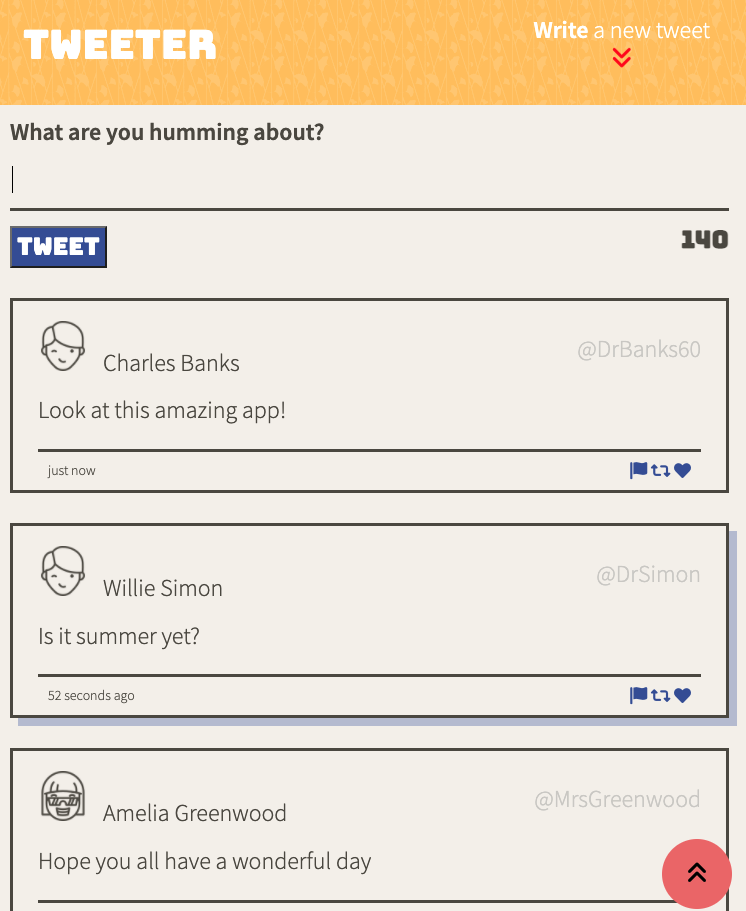 TWEETER
Write a new tweet
What are you humming about?
TWEET
140
Charles Banks
@DrBanks60
Look at this amazing app!
just now
Willie Simon
@DrSimon
Is it summer yet?
52 seconds ago
Amelia Greenwood
@MrsGreenwood
Hope you all have a wonderful day